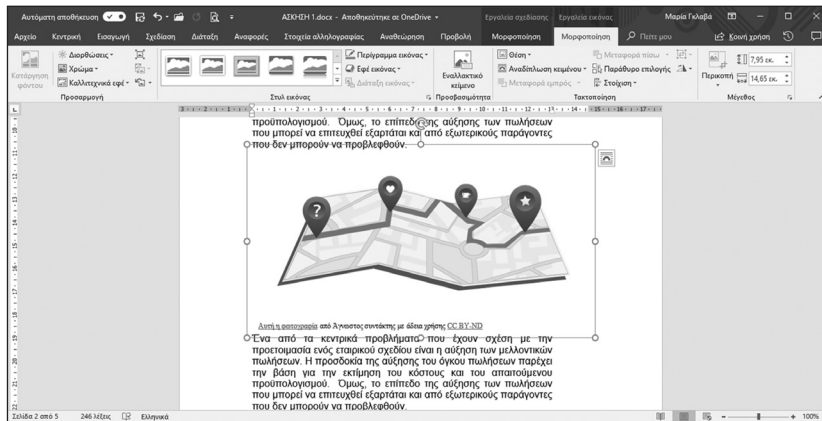 Αυτόματη αποθήκευση
ΑΣΚΗΣΗ 1.docx - Αποθηκεύτηκε σε OneDrive
Εργαλεία σχεδίασης Εργαλεία εικόνας
Μαρία Γκλαβά
Αρχείο Κεντρική Εισαγωγή Σχεδίαση Διάταξη Αναφορές Στοιχεία αλληλογραφίας Αναθεώρηση Προβολή Μορφοποίηση Μορφοποίηση Πείτε μου Κοινή χρήση
Κατάργηση φόντου
Διορθώσεις
Χρώμα
Καλλιτεχνικά εφέ
Προσαρμογή
Στυλ εικόνας
Περίγραμμα εικόνας
Εφέ εικόνας
Διάταξη εικόνας
Εναλλακτικό κείμενο
Προσβασιμότητα
Θέση
Αναδίπλωση κειμένου
Μεταφορά εμπρός
Μεταφορά πίσω
Παράθυρο επιλογής
Στοίχιση
Τακτοποίηση
Περικοπή
7,95 εκ.
14,65 εκ.
Μέγεθος
προϋπολογισμού. Όμως, το επίπεδο της αύξησης των πωλήσεων
που μπορεί να επιτευχθεί εξαρτάται και από εξωτερικούς παράγοντες
που δεν μπορούν να προβλεφθούν.
?
Αυτή η φωτογραφία από Άγνωστος συντάκτης με άδεια χρήσης CC BY-ND
Ένα από τα κεντρικά προβλήματα που έχουν σχέση με την
προετοιμασία ενός εταιρικού σχεδίου είναι η αύξηση των μελλοντικών
πωλήσεων. Η προσδοκία της αύξησης του όγκου πωλήσεων παρέχει
την βάση για την εκτίμηση του κόστους και του απαιτούμενου
προϋπολογισμού. Όμως, το επίπεδο της αύξησης των πωλήσεων
που μπορεί να επιτευχθεί εξαρτάται και από εξωτερικούς παράγοντες
που δεν μπορούν να προβλεφθούν.
Σελίδα 2 από 5 246 λέξεις Ελληνικά 100%